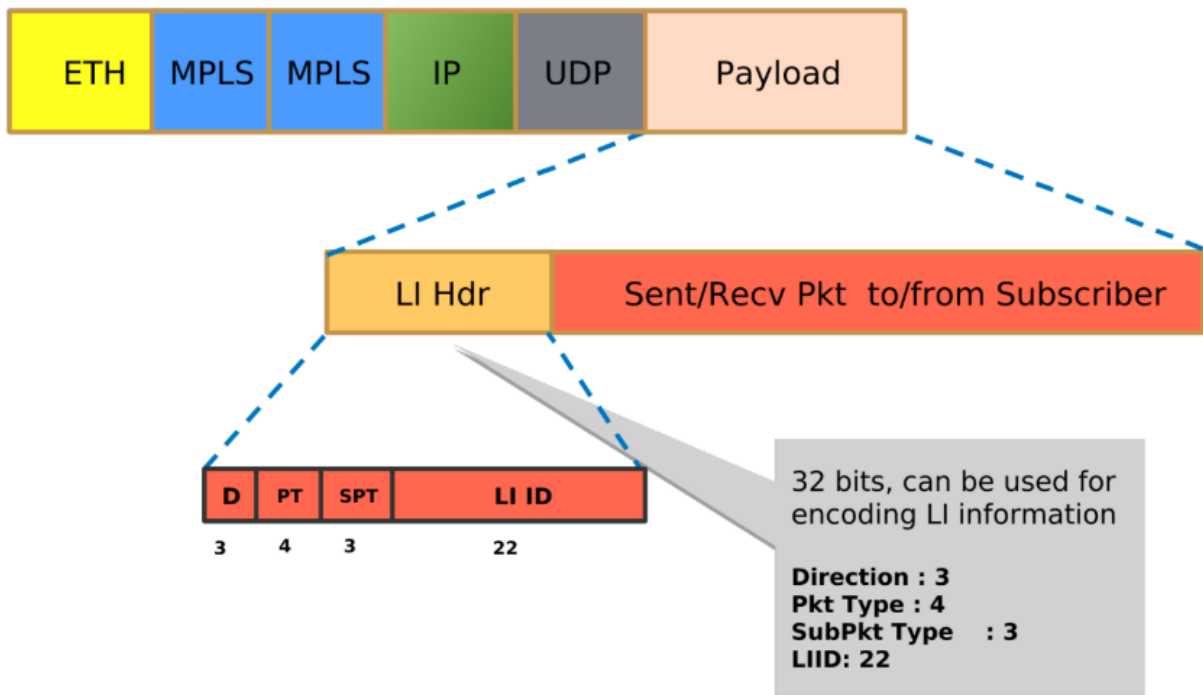 ETH MPLS MPLS IP UDP Payload
LI Hdr Sent/Recv Pkt to/from Subscriber
D PT SPT LI ID
3 4 3 22
32 bits, can be used for
encoding LI information
Direction : 3
Pkt Type : 4
SubPkt Type : 3
LIID: 22